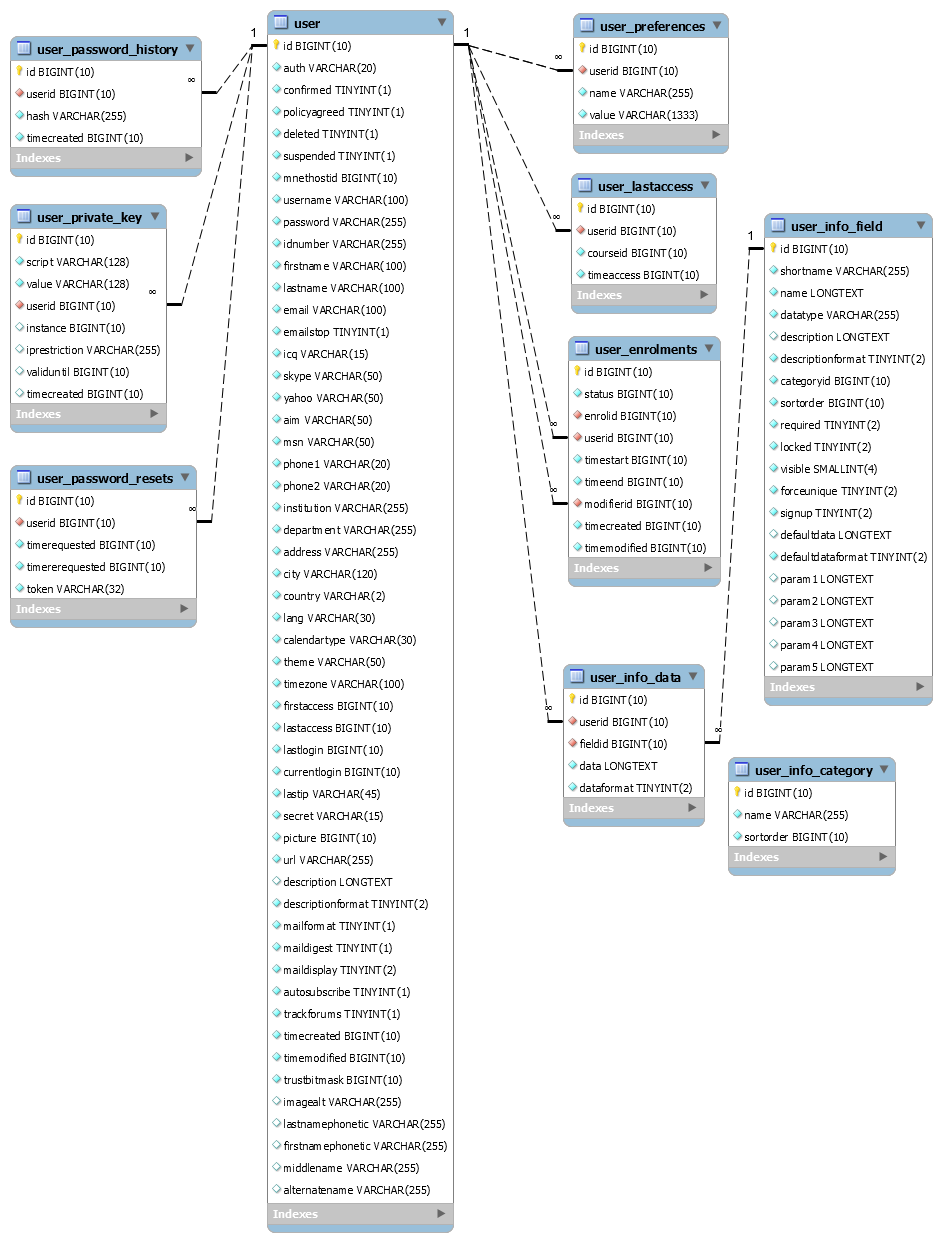 user_password_history
id BIGINT(10)
userid BIGINT(10)
hash VARCHAR(255)
timecreated BIGINT(10)
Indexes
∞
user_private_key
id BIGINT(10)
script VARCHAR(128)
value VARCHAR(128)
userid BIGINT(10)
instance BIGINT(10)
iprestriction VARCHAR(255)
validuntil BIGINT(10)
timecreated BIGINT(10)
Indexes
∞
user_password_resets
id BIGINT(10)
userid BIGINT(10)
timerequested BIGINT(10)
timererequested BIGINT(10)
token VARCHAR(32)
Indexes
∞
1
user
id BIGINT(10)
auth VARCHAR(20)
confirmed TINYINT(1)
policyagreed TINYINT(1)
deleted TINYINT(1)
suspended TINYINT(1)
mnethostid BIGINT(10)
username VARCHAR(100)
password VARCHAR(255)
idnumber VARCHAR(255)
firstname VARCHAR(100)
lastname VARCHAR(100)
email VARCHAR(100)
emailstop TINYINT(1)
icq VARCHAR(15)
skype VARCHAR(50)
yahoo VARCHAR(50)
aim VARCHAR(50)
msn VARCHAR(50)
phone1 VARCHAR(20)
phone2 VARCHAR(20)
institution VARCHAR(255)
department VARCHAR(255)
address VARCHAR(255)
city VARCHAR(120)
country VARCHAR(2)
lang VARCHAR(30)
calendartype VARCHAR(30)
theme VARCHAR(50)
timezone VARCHAR(100)
firstaccess BIGINT(10)
lastaccess BIGINT(10)
lastlogin BIGINT(10)
currentlogin BIGINT(10)
lastip VARCHAR(45)
secret VARCHAR(15)
picture BIGINT(10)
url VARCHAR(255)
description LONGTEXT
descriptionformat TINYINT(2)
mailformat TINYINT(1)
maildigest TINYINT(1)
maildisplay TINYINT(2)
autosubscribe TINYINT(1)
trackforums TINYINT(1)
timecreated BIGINT(10)
timemodified BIGINT(10)
trustbitmask BIGINT(10)
imagealt VARCHAR(255)
lastnamephonetic VARCHAR(255)
firstnamephonetic VARCHAR(255)
middlename VARCHAR(255)
alternatename VARCHAR(255)
Indexes
1
user_preferences
id BIGINT(10)
userid BIGINT(10)
name VARCHAR(255)
value VARCHAR(1333)
Indexes
∞
user_lastaccess
id BIGINT(10)
userid BIGINT(10)
courseid BIGINT(10)
timeaccess BIGINT(10)
Indexes
∞
user_enrolments
id BIGINT(10)
status BIGINT(10)
enrolid BIGINT(10)
userid BIGINT(10)
timestart BIGINT(10)
timeend BIGINT(10)
modifierid BIGINT(10)
timecreated BIGINT(10)
timemodified BIGINT(10)
Indexes
∞
∞
user_info_data
id BIGINT(10)
userid BIGINT(10)
fieldid BIGINT(10)
data LONGTEXT
dataformat TINYINT(2)
Indexes
∞
∞
1
user_info_field
id BIGINT(10)
shortname VARCHAR(255)
name LONGTEXT
datatype VARCHAR(255)
description LONGTEXT
descriptionformat TINYINT(2)
categoryid BIGINT(10)
sortorder BIGINT(10)
required TINYINT(2)
locked TINYINT(2)
visible SMALLINT(4)
forceunique TINYINT(2)
signup TINYINT(2)
defaultdata LONGTEXT
defaultdataformat TINYINT(2)
param1 LONGTEXT
param2 LONGTEXT
param3 LONGTEXT
param4 LONGTEXT
param5 LONGTEXT
Indexes
user_info_category
id BIGINT(10)
name VARCHAR(255)
sortorder BIGINT(10)
Indexes